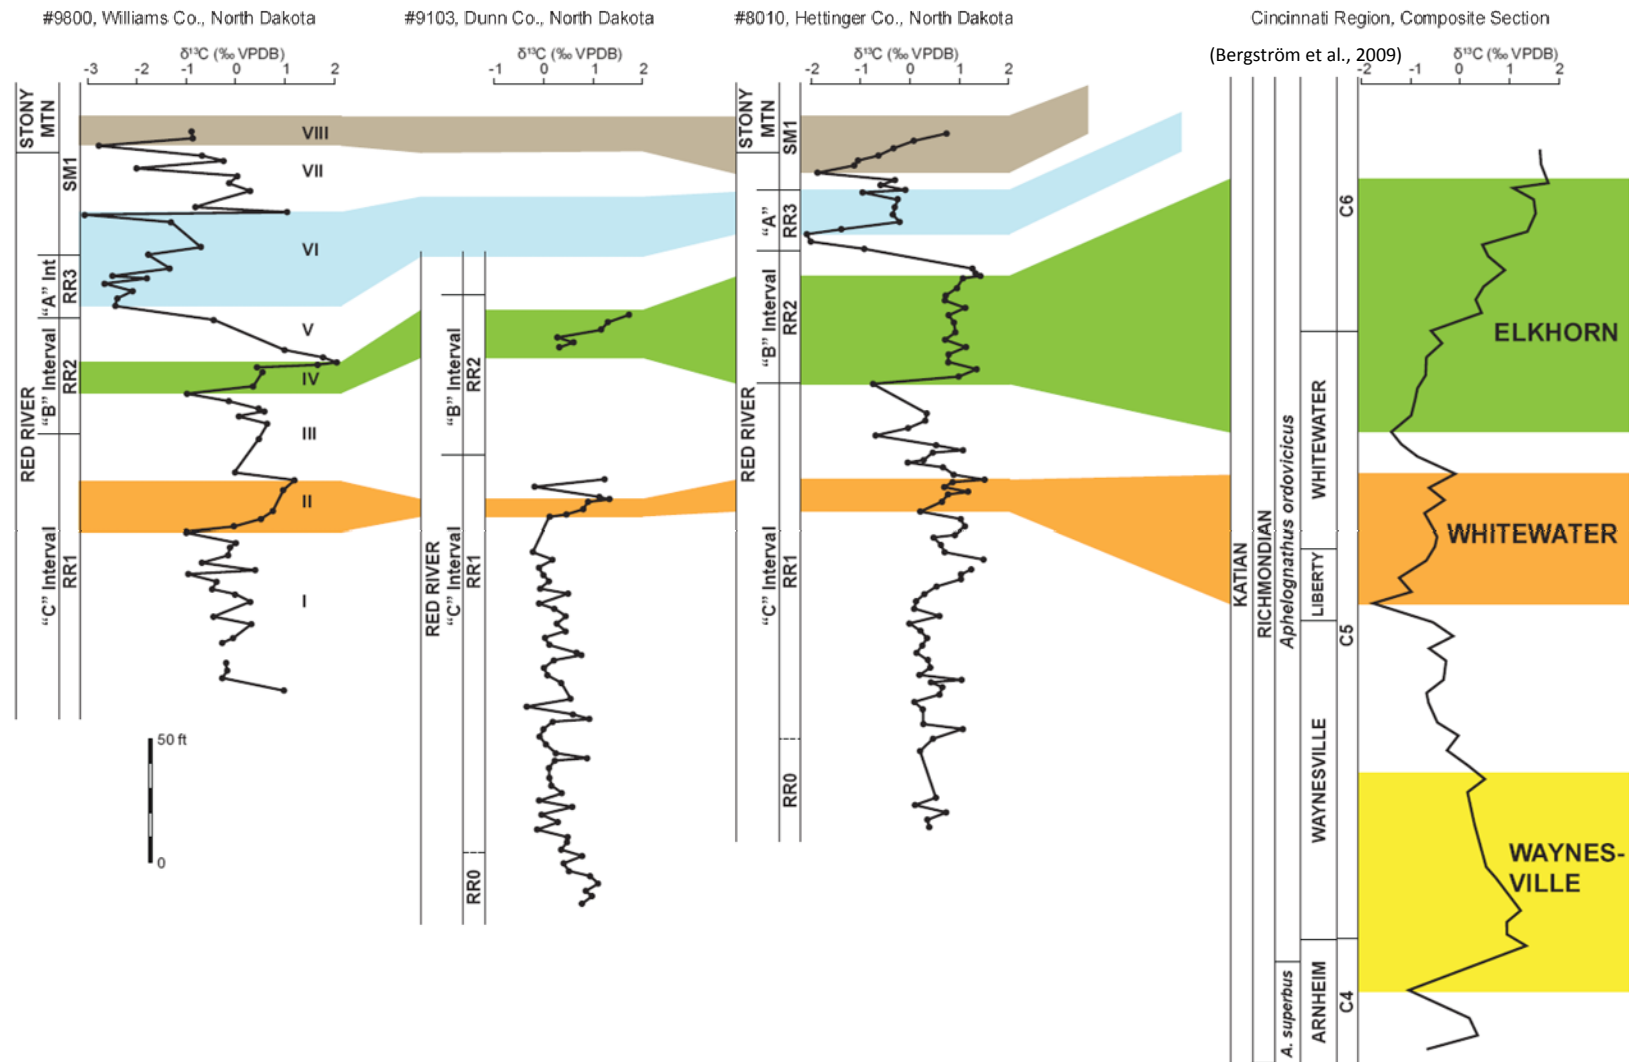 #9800, Williams Co., North Dakota
#9103, Dunn Co., North Dakota
#8010, Hettinger Co., North Dakota
Cincinnati Region, Composite Section
(Bergström et al., 2009)
δ¹³C (‰ VPDB)
-3 -2 -1 0 1 2
δ¹³C (‰ VPDB)
-1 0 1 2
δ¹³C (‰ VPDB)
-2 -1 0 1 2
δ¹³C (‰ VPDB)
-2 -1 0 1 2
STONY
MTN
SM1
RED RIVER
"A" Int
RR3
"B" Interval
RR2
"C" Interval
RR1
VIII
VII
VI
V
IV
III
II
I
50 ft
0
RED RIVER
"B" Interval
RR2
"C" Interval
RR1
RR0
STONY
MTN
SM1
RED RIVER
"A"
RR3
"B" Interval
RR2
"C" Interval
RR1
RR0
KATIAN
RICHMONDIAN
Aphelognathus ordovicicus
A. superbus
WHITEWATER
LIBERTY
WAYNESVILLE
ARNHEIM
C6
C5
C4
ELKHORN
WHITEWATER
WAYNES-
VILLE